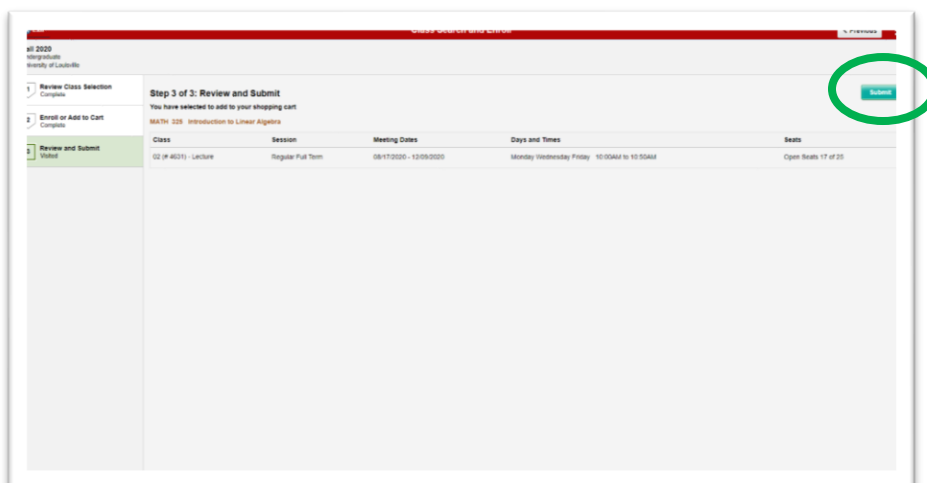 Class Search and Enroll
Previous
2020
University of Louisville
Review Class Selection
Complete
Step 3 of 3: Review and Submit
Submit
You have selected to add to your shopping cart
2 Enroll or Add to Cart
Complete
MATH 325 Introduction to Linear Algebra
Class Session Meeting Dates Days and Times Seats
Review and Submit
Visited
02 (# 4631) - Lecture Regular Full Term 08/17/2020 - 12/05/2020 Monday Wednesday Friday 10:00AM to 10:50AM Open Seats 17 of 25